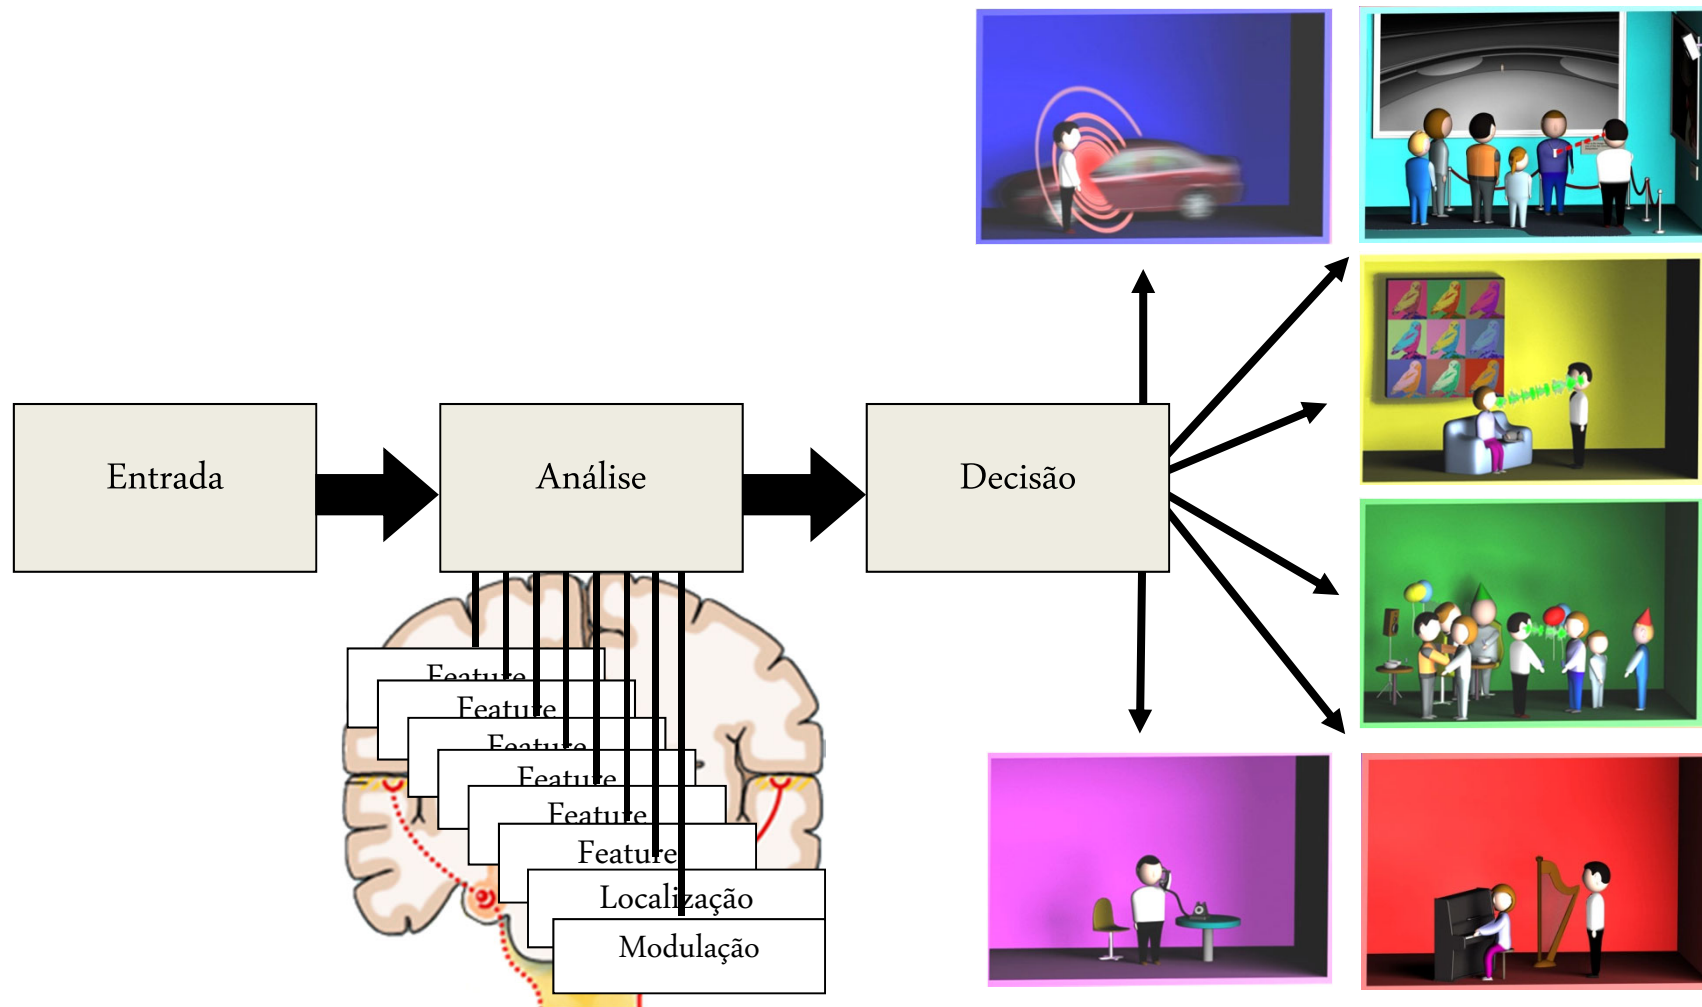 Entrada
Análise
Decisão
Feature
Feature
Feature
Feature
Feature
Feature
Localização
Modulação